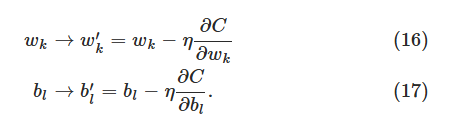 w_k → w'_k = w_k − η ∂C/∂w_k (16)
b_l → b'_l = b_l − η ∂C/∂b_l. (17)